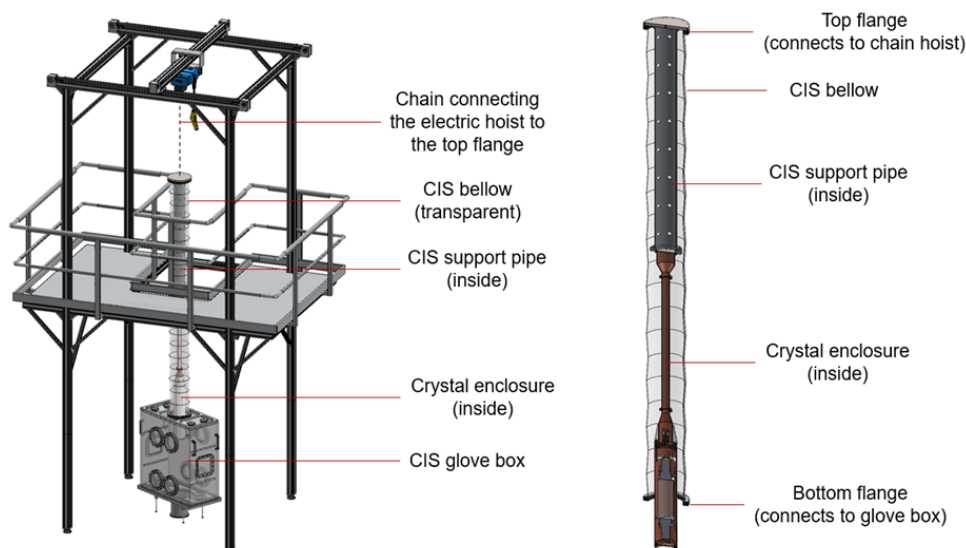 Chain connecting
the electric hoist to
the top flange
CIS bellow
(transparent)
CIS support pipe
(inside)
Crystal enclosure
(inside)
CIS glove box
Top flange
(connects to chain hoist)
CIS bellow
CIS support pipe
(inside)
Crystal enclosure
(inside)
Bottom flange
(connects to glove box)